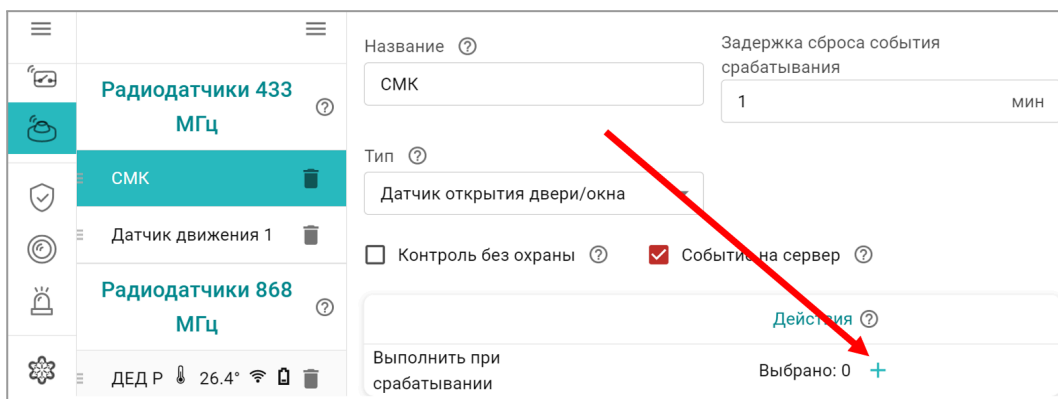 Радиодатчики 433
МГц
СМК
Датчик движения 1
Радиодатчики 868
МГц
ДЕД Р 26.4°
Название
СМК
Задержка сброса события
срабатывания
1 мин
Тип
Датчик открытия двери/окна
Контроль без охраны
Событие на сервер
Действия
Выполнить при
срабатывании
Выбрано: 0 +